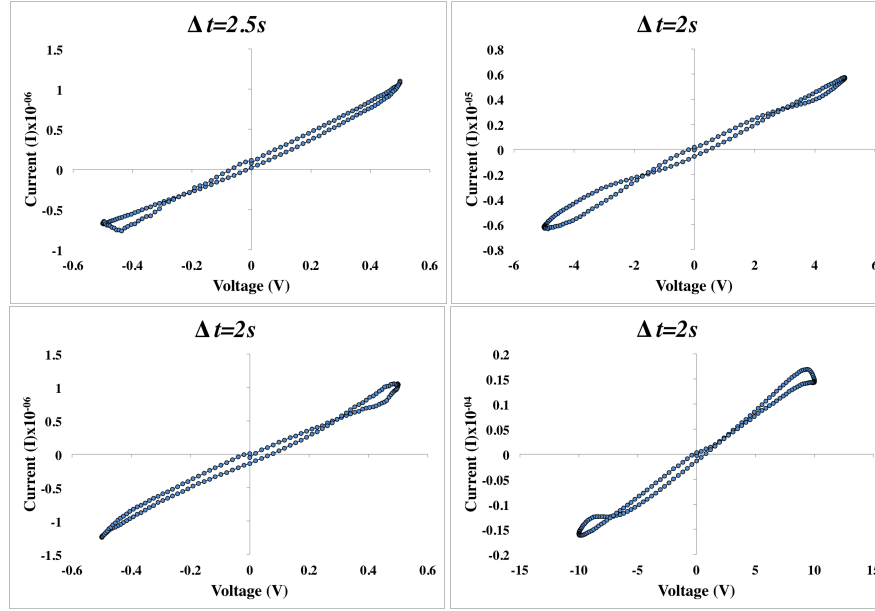 Δ t=2.5s
1.5
1
0.5
0
-0.5
-1
-0.6 -0.4 -0.2 0 0.2 0.4 0.6
Current (I)x10⁻⁰⁶
Voltage (V)
Δ t=2s
0.8
0.6
0.4
0.2
0
-0.2
-0.4
-0.6
-0.8
-6 -4 -2 0 2 4 6
Current (I)x10⁻⁰⁵
Voltage (V)
Δ t=2s
1.5
1
0.5
0
-0.5
-1
-1.5
-0.6 -0.4 -0.2 0 0.2 0.4 0.6
Current (I)x10⁻⁰⁶
Voltage (V)
Δ t=2s
0.2
0.15
0.1
0.05
0
-0.05
-0.1
-0.15
-0.2
-15 -10 -5 0 5 10 15
Current (I)x10⁻⁰⁴
Voltage (V)